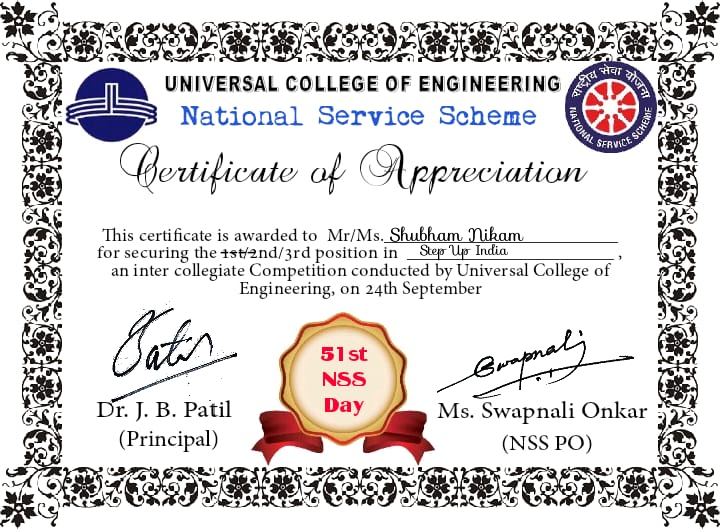 UNIVERSAL COLLEGE OF ENGINEERING
National Service Scheme
राष्ट्रीय सेवा योजना
NATIONAL SERVICE SCHEME
Certificate of Appreciation
This certificate is awarded to Mr/Ms. Shubham Nikam
for securing the 1st/2nd/3rd position in Step Up India ,
an inter collegiate Competition conducted by Universal College of
Engineering, on 24th September
51st
NSS
Day
Patil
Swapnali
Dr. J. B. Patil
(Principal)
Ms. Swapnali Onkar
(NSS PO)